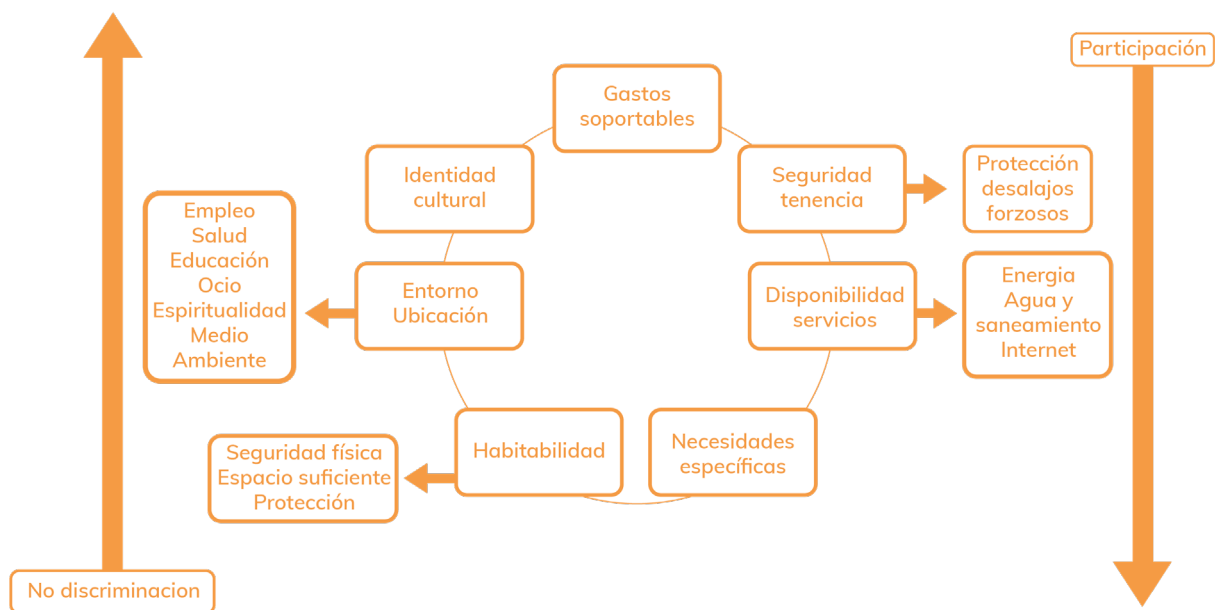 Participación
Gastos
soportables
Identidad
cultural
Seguridad
tenencia
Protección
desalajos
forzosos
Empleo
Salud
Educación
Ocio
Espiritualidad
Medio
Ambiente
Entorno
Ubicación
Disponibilidad
servicios
Energia
Agua y
saneamiento
Internet
Seguridad física
Espacio suficiente
Protección
Habitabilidad
Necesidades
específicas
No discriminacion